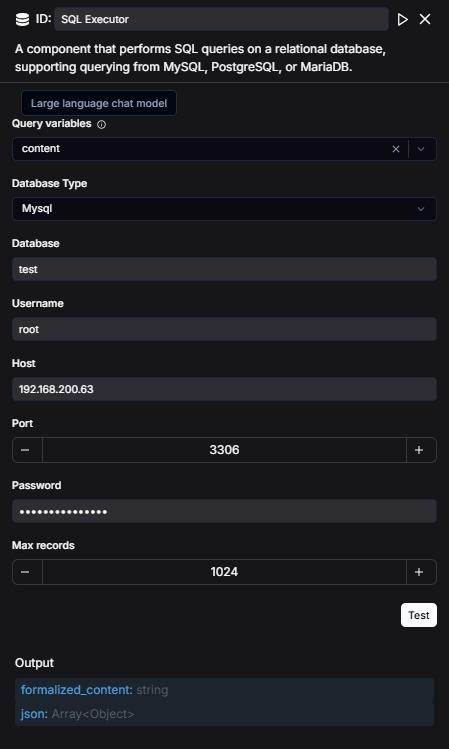 ID: SQL Executor
A component that performs SQL queries on a relational database,
supporting querying from MySQL, PostgreSQL, or MariaDB.
Large language chat model
Query variables
content
Database Type
Mysql
Database
test
Username
root
Host
192.168.200.63
Port
3306
Password
•••••••••••••••
Max records
1024
Test
Output
formalized_content: string
json: Array<Object>